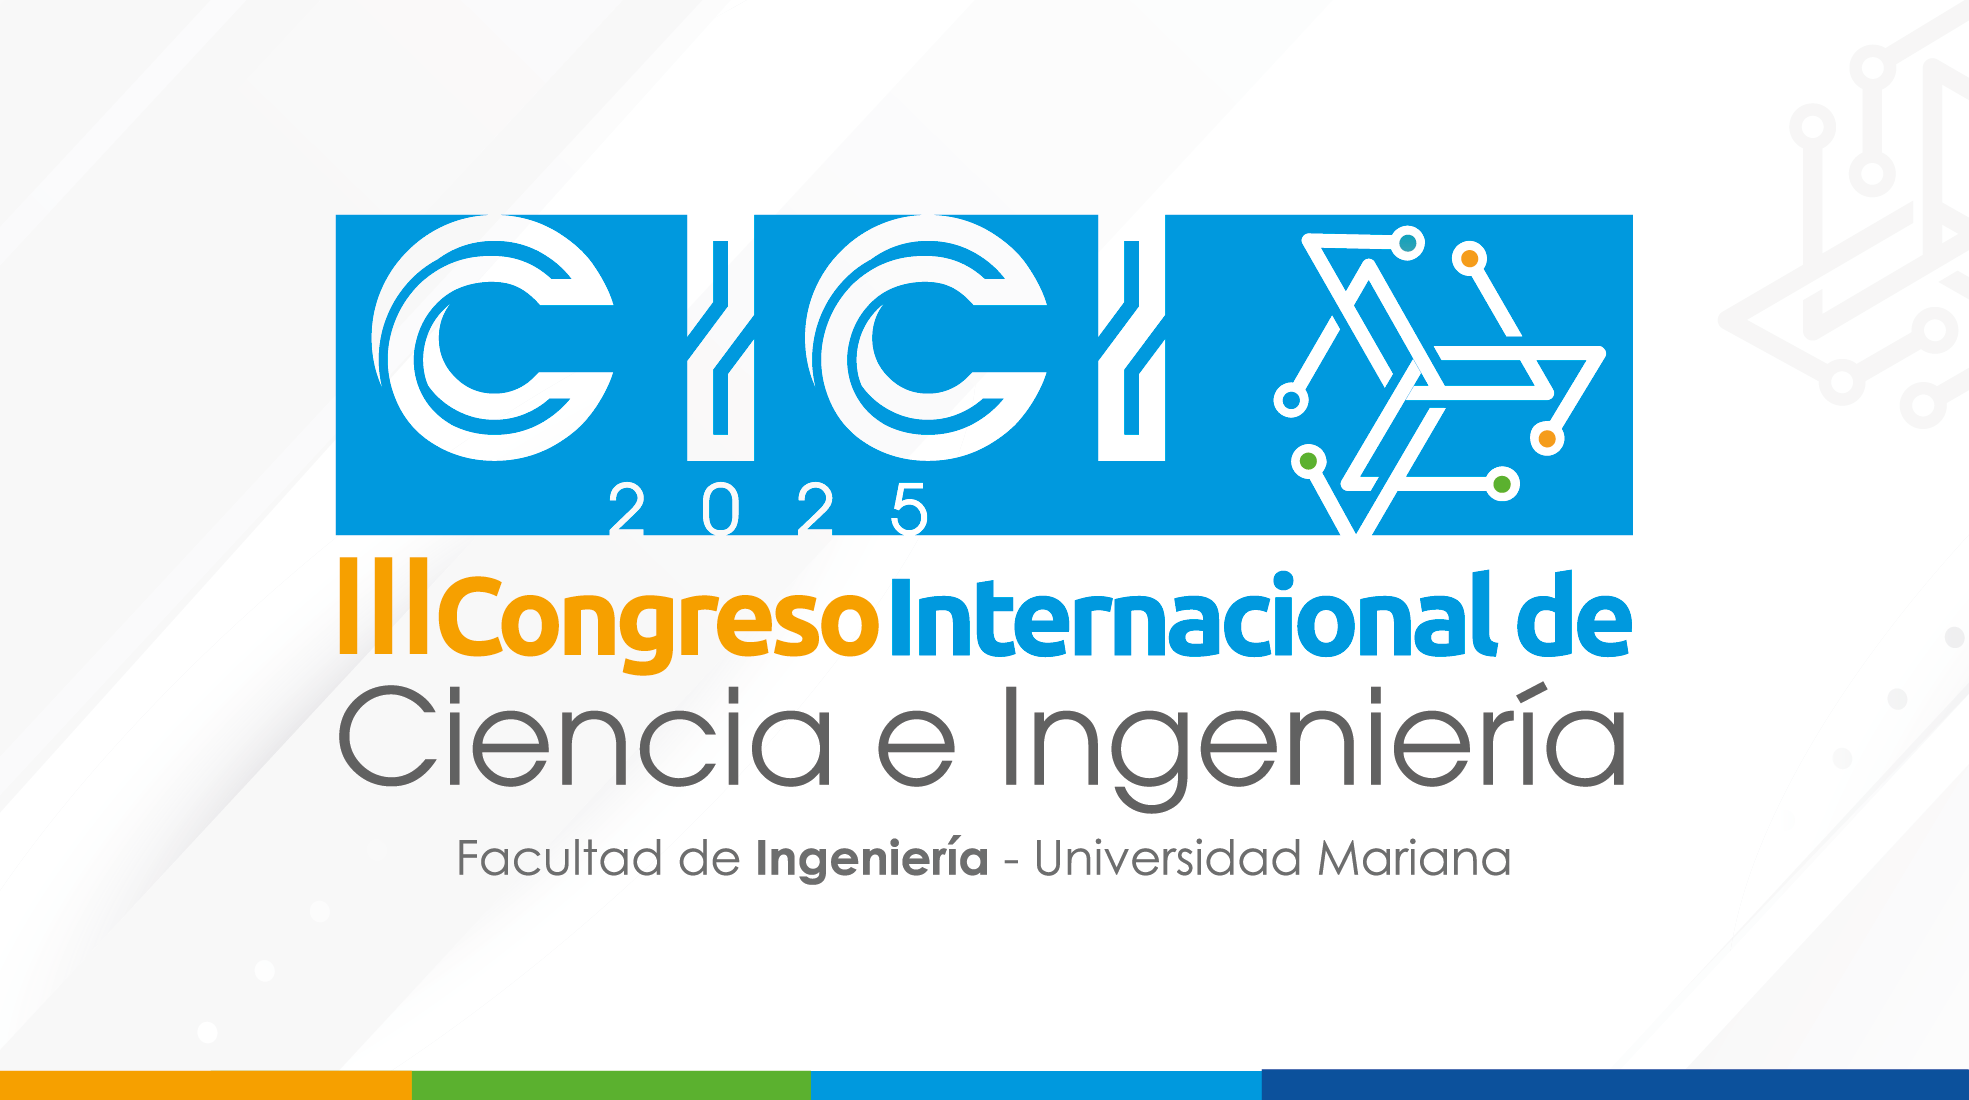 CICI
2025
III Congreso Internacional de
Ciencia e Ingeniería
Facultad de Ingeniería - Universidad Mariana